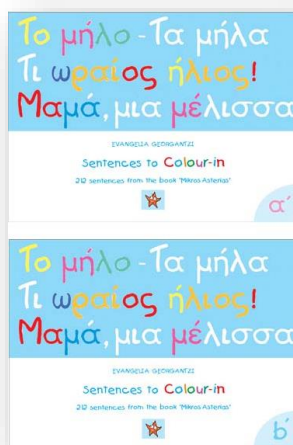 Το μήλο - Τα μήλα
Τι ωραίος ήλιος!
Μαμά, μια μέλισσα
EVANGELIA GEORGANTZI
Sentences to Colour-in
212 sentences from the book 'Mikros Asterias'
α΄
Το μήλο - Τα μήλα
Τι ωραίος ήλιος!
Μαμά, μια μέλισσα
EVANGELIA GEORGANTZI
Sentences to Colour-in
212 sentences from the book 'Mikros Asterias'
b΄